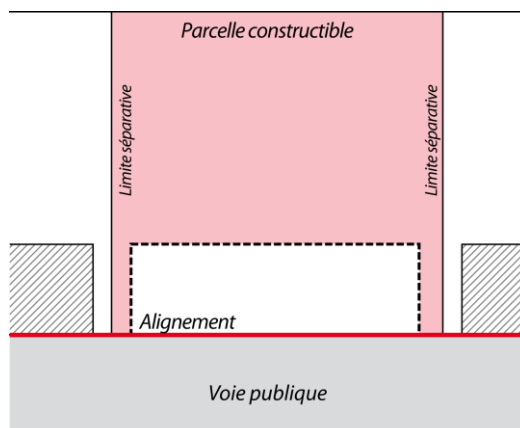 Parcelle constructible
Limite séparative
Limite séparative
Alignement
Voie publique